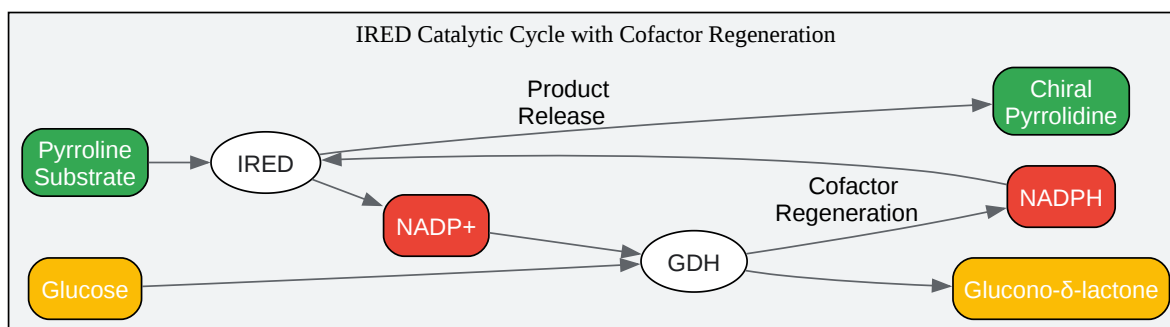 IRED Catalytic Cycle with Cofactor Regeneration
Product
Release
Chiral
Pyrrolidine
Pyrroline
Substrate
IRED
Cofactor
Regeneration
NADPH
NADP+
GDH
Glucose
Glucono-δ-lactone